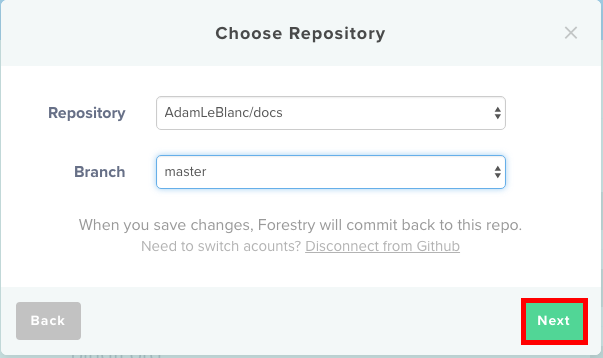 Choose Repository
Repository AdamLeBlanc/docs
Branch master
When you save changes, Forestry will commit back to this repo.
Need to switch acounts? Disconnect from Github
Back Next